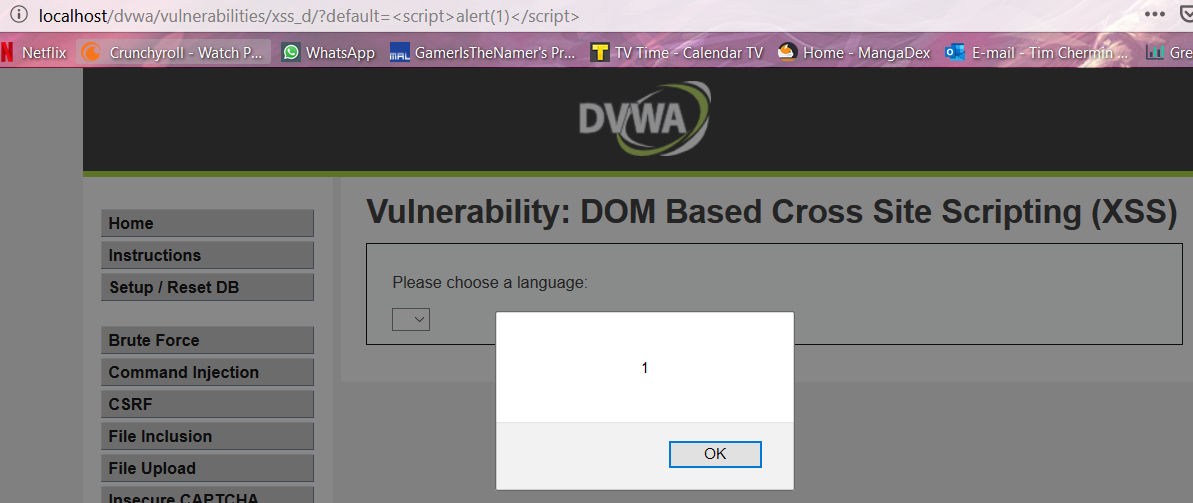 localhost/dvwa/vulnerabilities/xss_d/?default=<script>alert(1)</script>
Netflix Crunchyroll - Watch P... WhatsApp MAL GamerIsTheNamer's Pr... TV Time - Calendar TV Home - MangaDex E-mail - Tim Chermin ... Gre
DVWA
Home
Instructions
Setup / Reset DB
Brute Force
Command Injection
CSRF
File Inclusion
File Upload
Insecure CAPTCHA
Vulnerability: DOM Based Cross Site Scripting (XSS)
Please choose a language:
1
OK